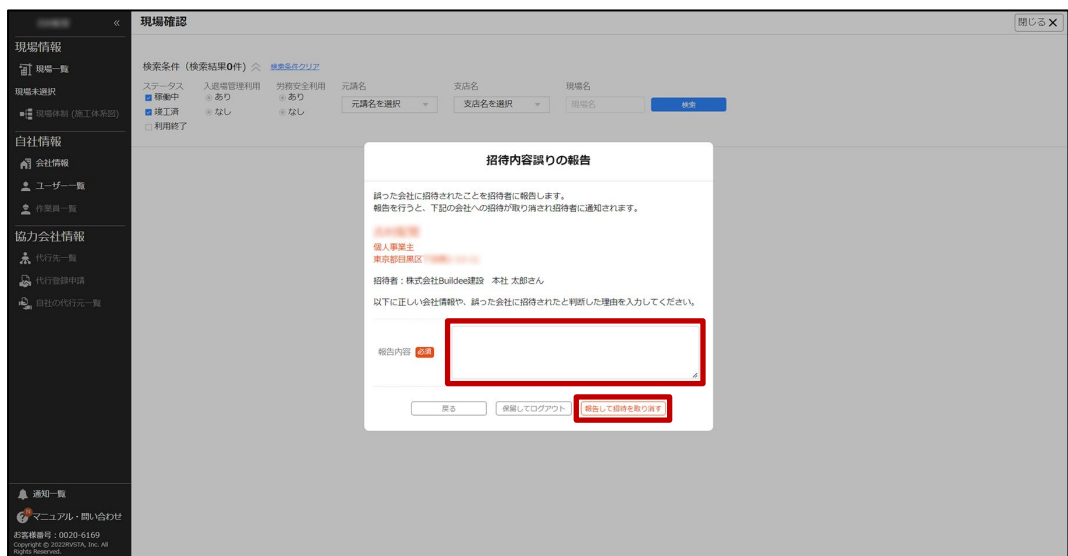 «
現場確認
閉じる ×
現場情報
現場一覧
現場未選択
現場体制 (施工体系図)
自社情報
会社情報
ユーザー一覧
作業員一覧
協力会社情報
代行先一覧
代行登録申請
自社の代行元一覧
検索条件（検索結果0件） 検索条件クリア
ステータス 入退場管理利用 労務安全利用 元請名 支店名 現場名
稼働中 あり あり 元請名を選択 支店名を選択 現場名 検索
竣工済 なし なし
利用終了
招待内容誤りの報告
誤った会社に招待されたことを招待者に報告します。
報告を行うと、下記の会社への招待が取り消され招待者に通知されます。
個人事業主
東京都目黒区
招待者：株式会社Buildee建設 本社 太郎さん
以下に正しい会社情報や、誤った会社に招待されたと判断した理由を入力してください。
報告内容 必須
戻る 保留してログアウト 報告して招待を取り消す
通知一覧
N
マニュアル・問い合わせ
お客様番号：0020-6169
Copyright © 2022RVSTA, Inc. All
Rights Reserved.